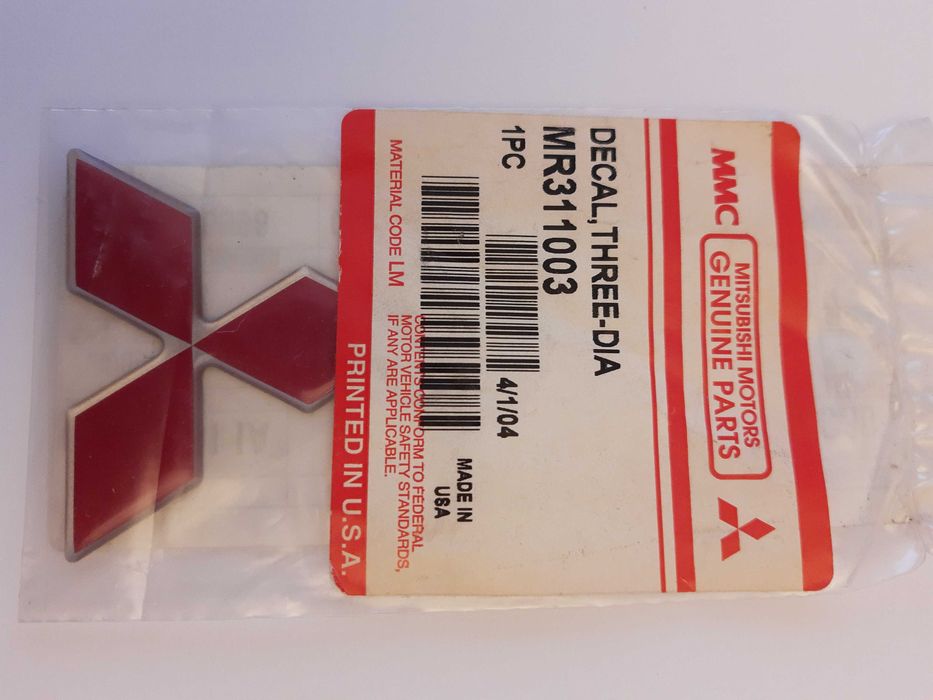 MMC
MITSUBISHI MOTORS
GENUINE PARTS
DECAL,THREE-DIA
MR311003
1PC
4/1/04
MADE IN
USA
MATERIAL CODE LM
CONTENTS CONFORM TO FEDERAL
MOTOR VEHICLE SAFETY STANDARDS,
IF ANY ARE APPLICABLE.
PRINTED IN U.S.A.